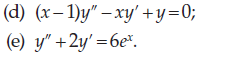 (d) (x – 1)y″ – xy′ + y = 0;
(e) y″ + 2y′ = 6eˣ.